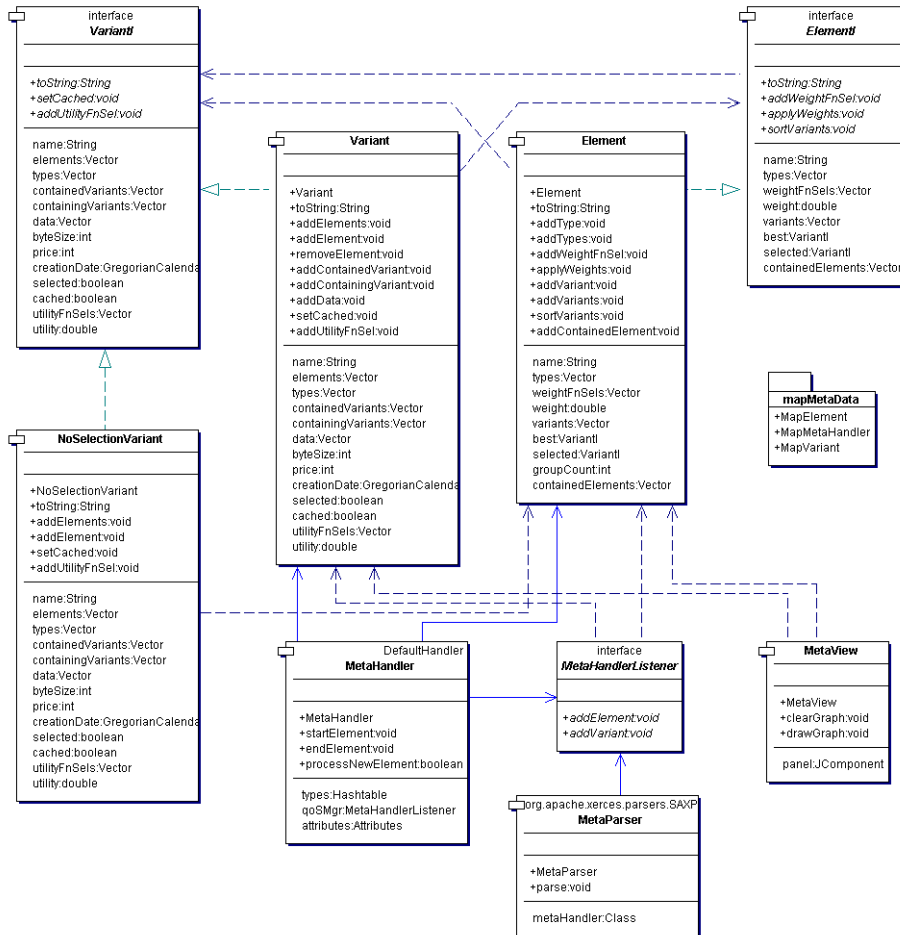 interface
VariantI
+toString:String
+setCached:void
+addUtilityFnSel:void
name:String
elements:Vector
types:Vector
containedVariants:Vector
containingVariants:Vector
data:Vector
byteSize:int
price:int
creationDate:GregorianCalenda
selected:boolean
cached:boolean
utilityFnSels:Vector
utility:double
interface
ElementI
+toString:String
+addWeightFnSel:void
+applyWeights:void
+sortVariants:void
name:String
types:Vector
weightFnSels:Vector
weight:double
variants:Vector
best:VariantI
selected:VariantI
containedElements:Vector
Variant
+Variant
+toString:String
+addElements:void
+addElement:void
+removeElement:void
+addContainedVariant:void
+addContainingVariant:void
+addData:void
+setCached:void
+addUtilityFnSel:void
name:String
elements:Vector
types:Vector
containedVariants:Vector
containingVariants:Vector
data:Vector
byteSize:int
price:int
creationDate:GregorianCalenda
selected:boolean
cached:boolean
utilityFnSels:Vector
utility:double
Element
+Element
+toString:String
+addType:void
+addTypes:void
+addWeightFnSel:void
+applyWeights:void
+addVariant:void
+addVariants:void
+sortVariants:void
+addContainedElement:void
name:String
types:Vector
weightFnSels:Vector
weight:double
variants:Vector
best:VariantI
selected:VariantI
groupCount:int
containedElements:Vector
mapMetaData
+MapElement
+MapMetaHandler
+MapVariant
NoSelectionVariant
+NoSelectionVariant
+toString:String
+addElements:void
+addElement:void
+setCached:void
+addUtilityFnSel:void
name:String
elements:Vector
types:Vector
containedVariants:Vector
containingVariants:Vector
data:Vector
byteSize:int
price:int
creationDate:GregorianCalenda
selected:boolean
cached:boolean
utilityFnSels:Vector
utility:double
DefaultHandler
MetaHandler
+MetaHandler
+startElement:void
+endElement:void
+processNewElement:boolean
types:Hashtable
qoSMgr:MetaHandlerListener
attributes:Attributes
interface
MetaHandlerListener
+addElement:void
+addVariant:void
MetaView
+MetaView
+clearGraph:void
+drawGraph:void
panel:JComponent
org.apache.xerces.parsers.SAXP
MetaParser
+MetaParser
+parse:void
metaHandler:Class